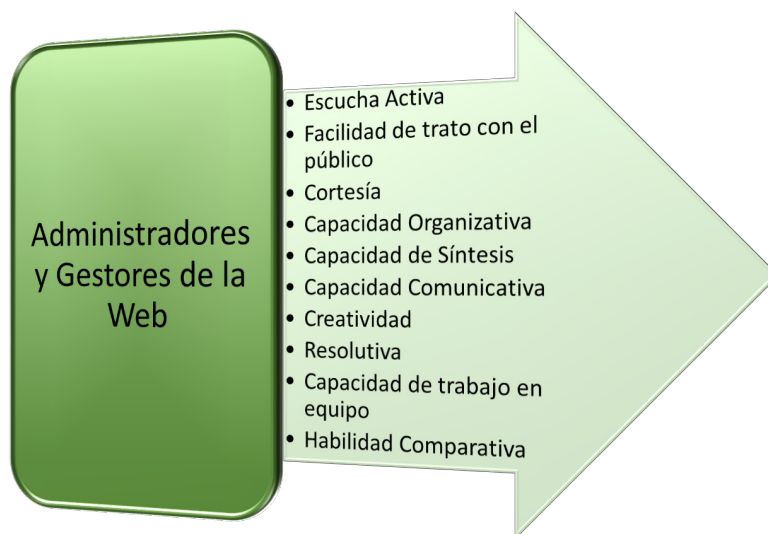 Administradores
y Gestores de la
Web
• Escucha Activa
• Facilidad de trato con el
público
• Cortesía
• Capacidad Organizativa
• Capacidad de Síntesis
• Capacidad Comunicativa
• Creatividad
• Resolutiva
• Capacidad de trabajo en
equipo
• Habilidad Comparativa